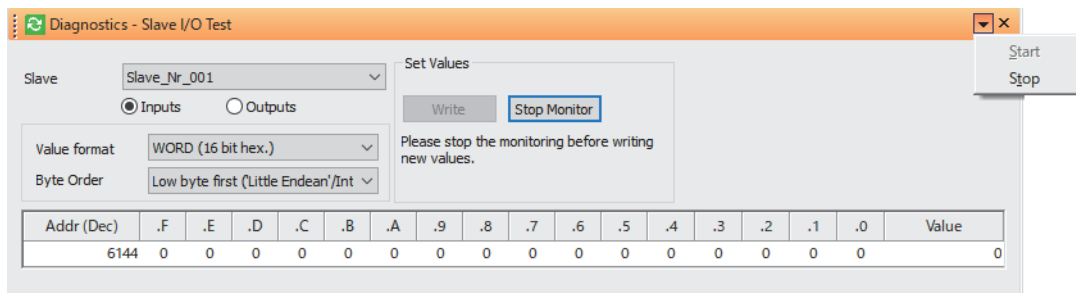 Diagnostics - Slave I/O Test
Start
Stop
Slave
Slave_Nr_001
Inputs Outputs
Value format WORD (16 bit hex.)
Byte Order Low byte first ('Little Endean'/Int
Set Values
Write Stop Monitor
Please stop the monitoring before writing
new values.
Addr (Dec) .F .E .D .C .B .A .9 .8 .7 .6 .5 .4 .3 .2 .1 .0 Value
6144 0 0 0 0 0 0 0 0 0 0 0 0 0 0 0 0 0